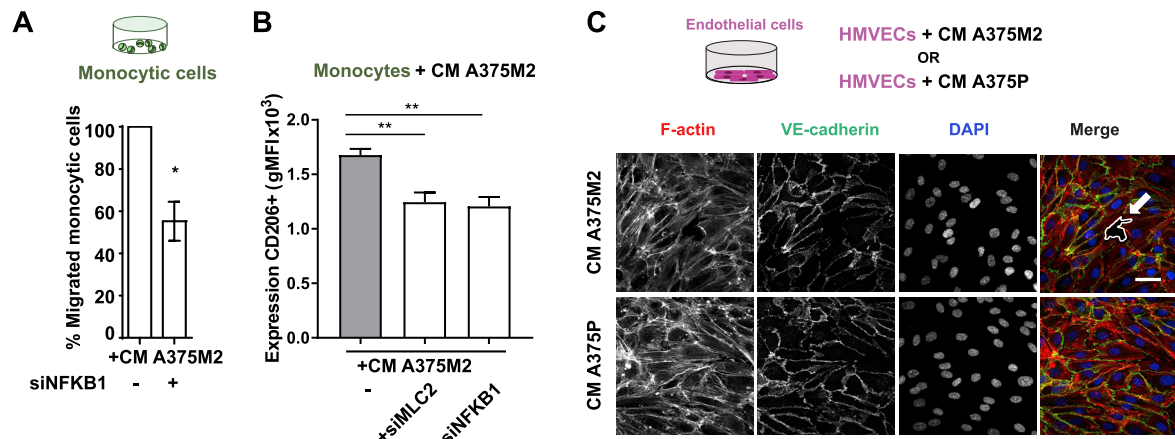 A
Monocytic cells
% Migrated monocytic cells
100
80
60
40
20
0
*
+CM A375M2
siNFKB1 - +
B
Monocytes + CM A375M2
Expression CD206+ (gMFIx10³)
2.0
1.5
1.0
0.5
0.0
**
**
+CM A375M2
-
+siMLC2
siNFKB1
C
Endothelial cells
HMVECs + CM A375M2
OR
HMVECs + CM A375P
F-actin VE-cadherin DAPI Merge
CM A375M2
CM A375P